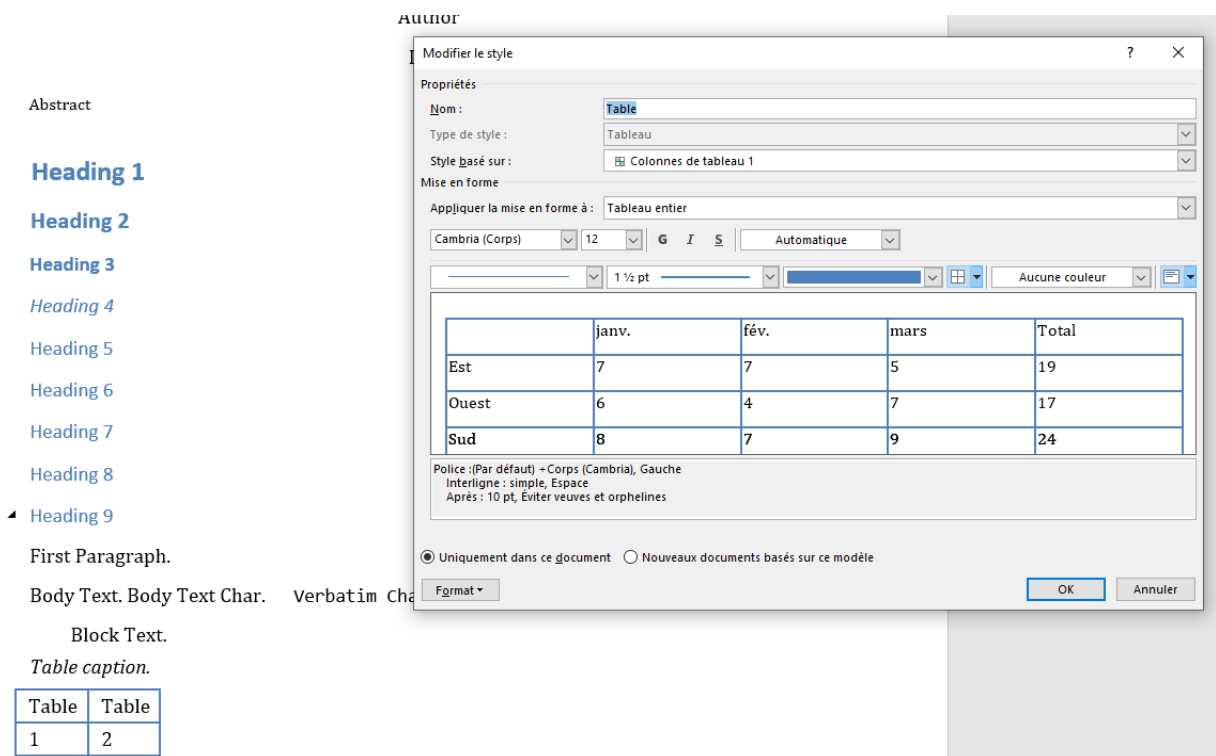 Author
Modifier le style
?
Propriétés
Nom :
Table
Type de style :
Tableau
Style basé sur :
Colonnes de tableau 1
Mise en forme
Appliquer la mise en forme à :
Tableau entier
Cambria (Corps)
12
G I S
Automatique
1 ½ pt
Aucune couleur
janv. fév. mars Total
Est 7 7 5 19
Ouest 6 4 7 17
Sud 8 7 9 24
Police :(Par défaut) +Corps (Cambria), Gauche
Interligne : simple, Espace
Après : 10 pt, Éviter veuves et orphelines
Uniquement dans ce document
Nouveaux documents basés sur ce modèle
Format
OK
Annuler
Abstract
Heading 1
Heading 2
Heading 3
Heading 4
Heading 5
Heading 6
Heading 7
Heading 8
Heading 9
First Paragraph.
Body Text. Body Text Char. Verbatim Cha
Block Text.
Table caption.
Table Table
1 2